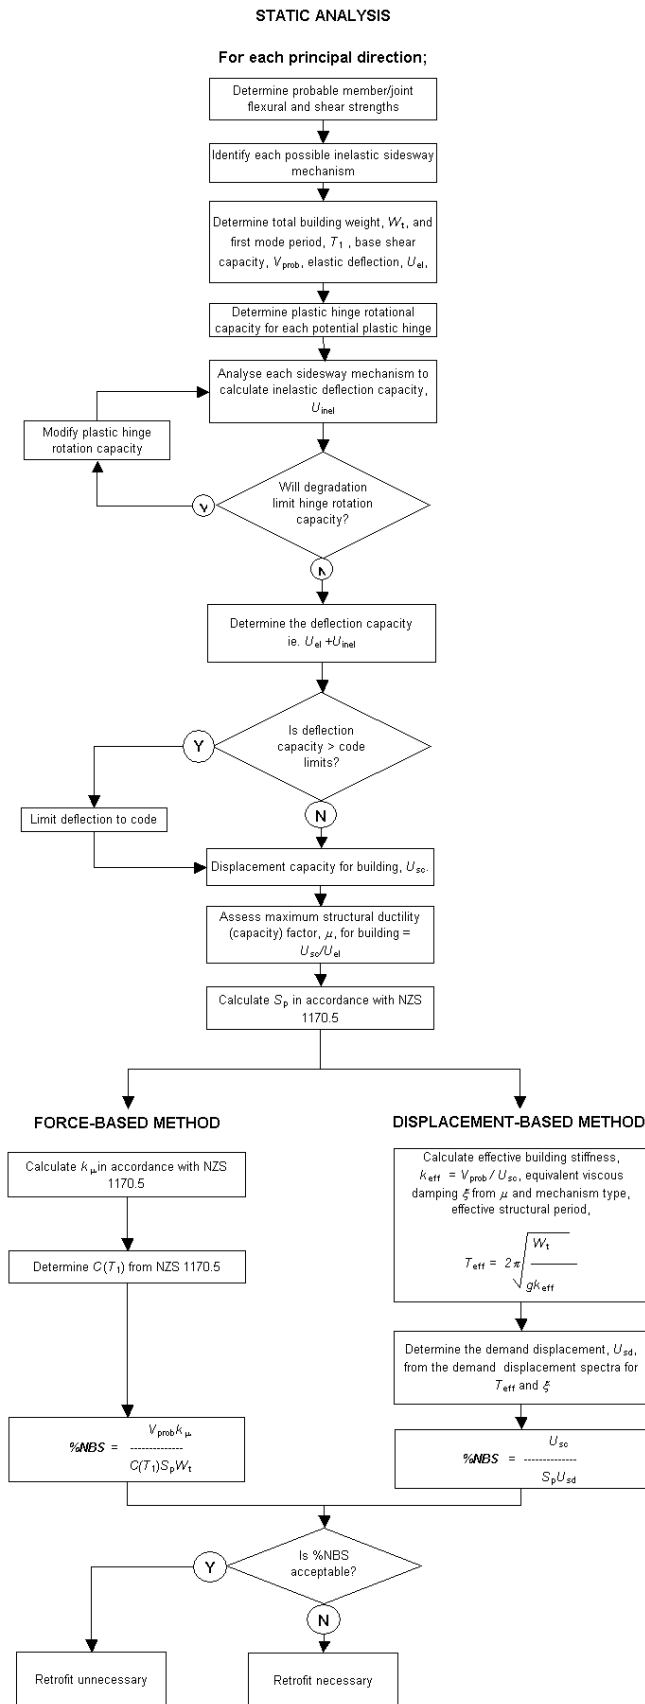 STATIC ANALYSIS
For each principal direction;
Determine probable member/joint
flexural and shear strengths
Identify each possible inelastic sidesway
mechanism
Determine total building weight, Wt, and
first mode period, T1 , base shear
capacity, Vprob, elastic deflection, Uel,
Determine plastic hinge rotational
capacity for each potential plastic hinge
Analyse each sidesway mechanism to
calculate inelastic deflection capacity,
Uinel
Modify plastic hinge
rotation capacity
Will degradation
limit hinge rotation
capacity?
Y
N
Determine the deflection capacity
ie. Uel +Uinel
Is deflection
capacity > code
limits?
Y
N
Limit deflection to code
Displacement capacity for building, Usc.
Assess maximum structural ductility
(capacity) factor, μ, for building =
Usc/Uel
Calculate Sp in accordance with NZS
1170.5
FORCE-BASED METHOD
Calculate kμ in accordance with NZS
1170.5
Determine C(T1) from NZS 1170.5
%NBS = Vprobkμ
--------------
C(T1)SpWt
DISPLACEMENT-BASED METHOD
Calculate effective building stiffness,
keff = Vprob / Usc, equivalent viscous
damping ξ from μ and mechanism type,
effective structural period,
Teff = 2π√ Wt
gkeff
Determine the demand displacement, Usd,
from the demand displacement spectra for
Teff and ξ
%NBS = Usc
--------------
SpUsd
Is %NBS
acceptable?
Y
N
Retrofit unnecessary
Retrofit necessary